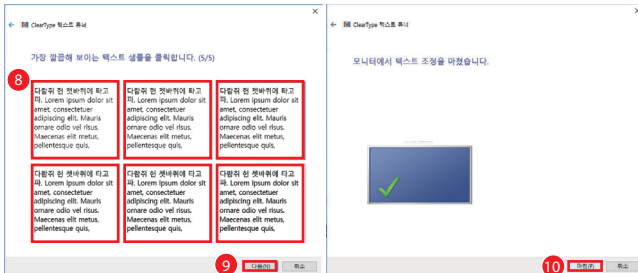 ClearType 텍스트 튜너
가장 깔끔해 보이는 텍스트 샘플을 클릭합니다. (5/5)
8
다람쥐 헌 쳇바퀴에 타고
파. Lorem ipsum dolor sit
amet, consectetuer
adipiscing elit. Mauris
ornare odio vel risus.
Maecenas elit metus,
pellentesque quis,
다람쥐 헌 쳇바퀴에 타고
파. Lorem ipsum dolor sit
amet, consectetuer
adipiscing elit. Mauris
ornare odio vel risus.
Maecenas elit metus,
pellentesque quis,
다람쥐 헌 쳇바퀴에 타고
파. Lorem ipsum dolor sit
amet, consectetuer
adipiscing elit. Mauris
ornare odio vel risus.
Maecenas elit metus,
pellentesque quis,
다람쥐 헌 쳇바퀴에 타고
파. Lorem ipsum dolor sit
amet, consectetuer
adipiscing elit. Mauris
ornare odio vel risus.
Maecenas elit metus,
pellentesque quis,
다람쥐 헌 쳇바퀴에 타고
파. Lorem ipsum dolor sit
amet, consectetuer
adipiscing elit. Mauris
ornare odio vel risus.
Maecenas elit metus,
pellentesque quis,
다람쥐 헌 쳇바퀴에 타고
파. Lorem ipsum dolor sit
amet, consectetuer
adipiscing elit. Mauris
ornare odio vel risus.
Maecenas elit metus,
pellentesque quis,
9 다음(N) 취소
ClearType 텍스트 튜너
모니터에서 텍스트 조정을 마쳤습니다.
10 마침(F) 취소